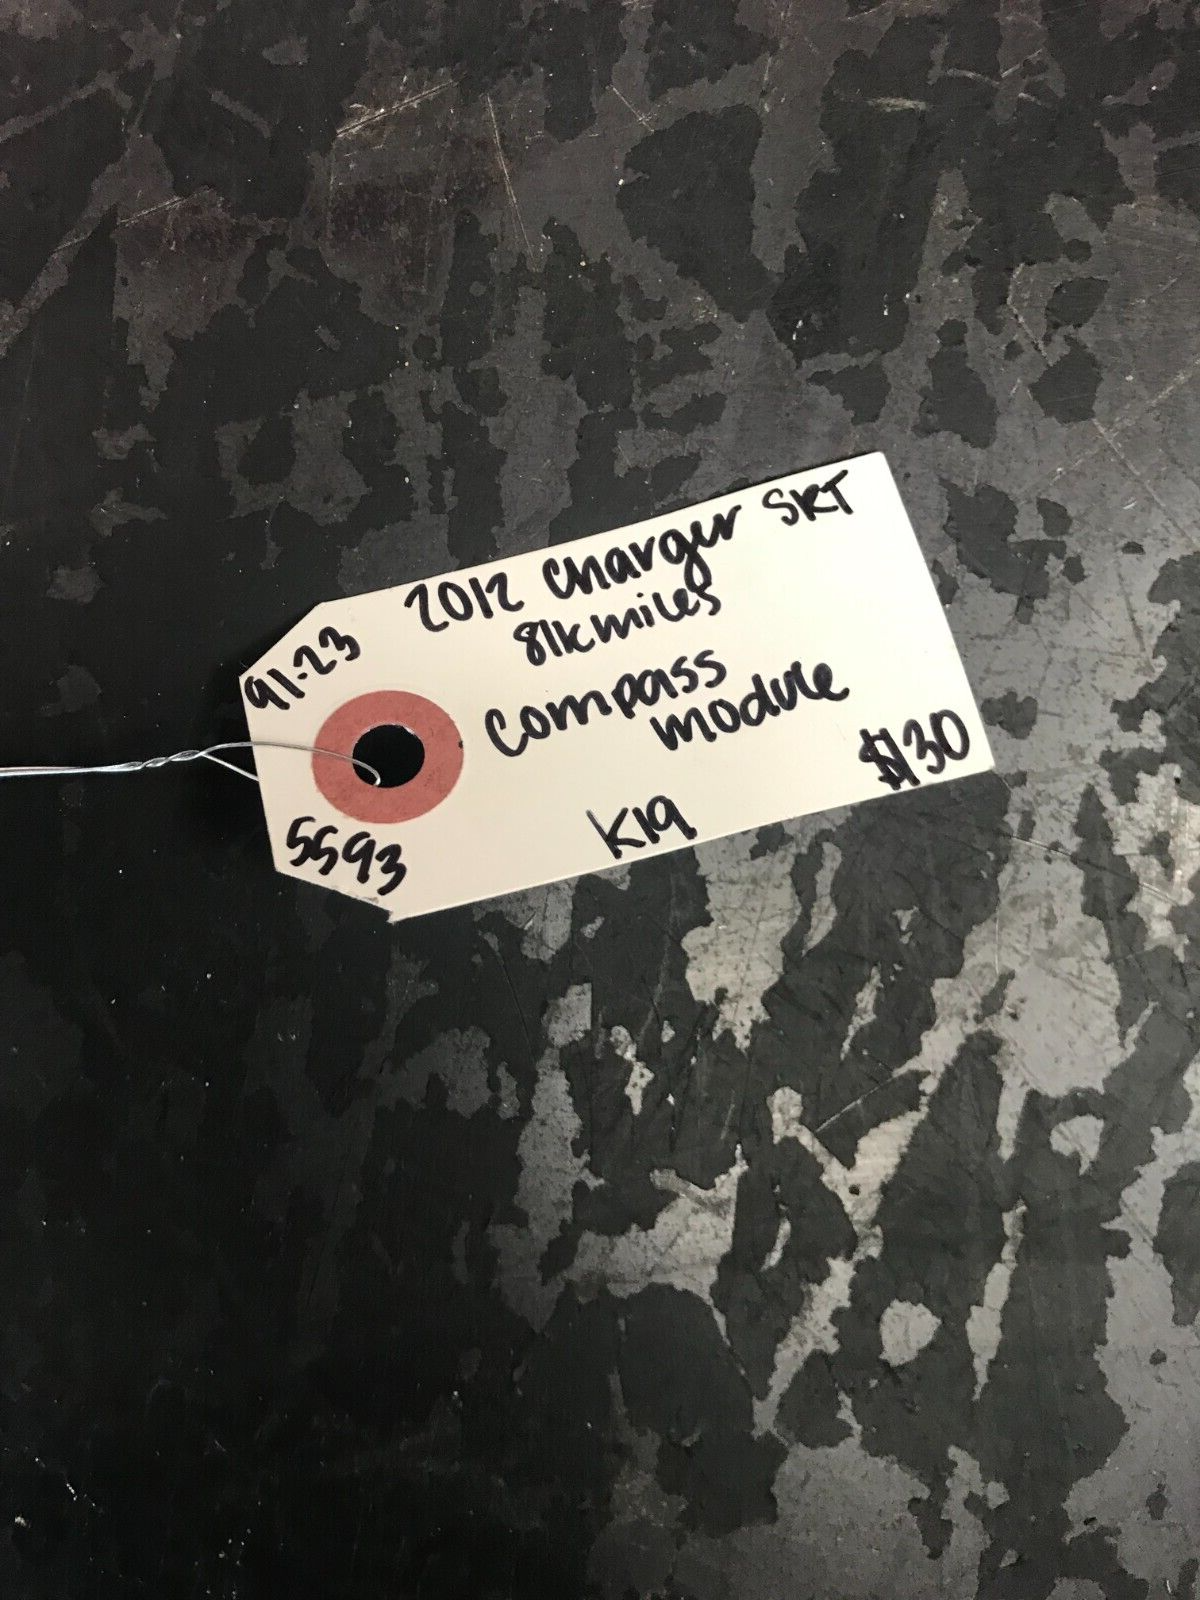 2012 Charger SRT
81k miles
91-23
Compass
module
$130
K19
5593